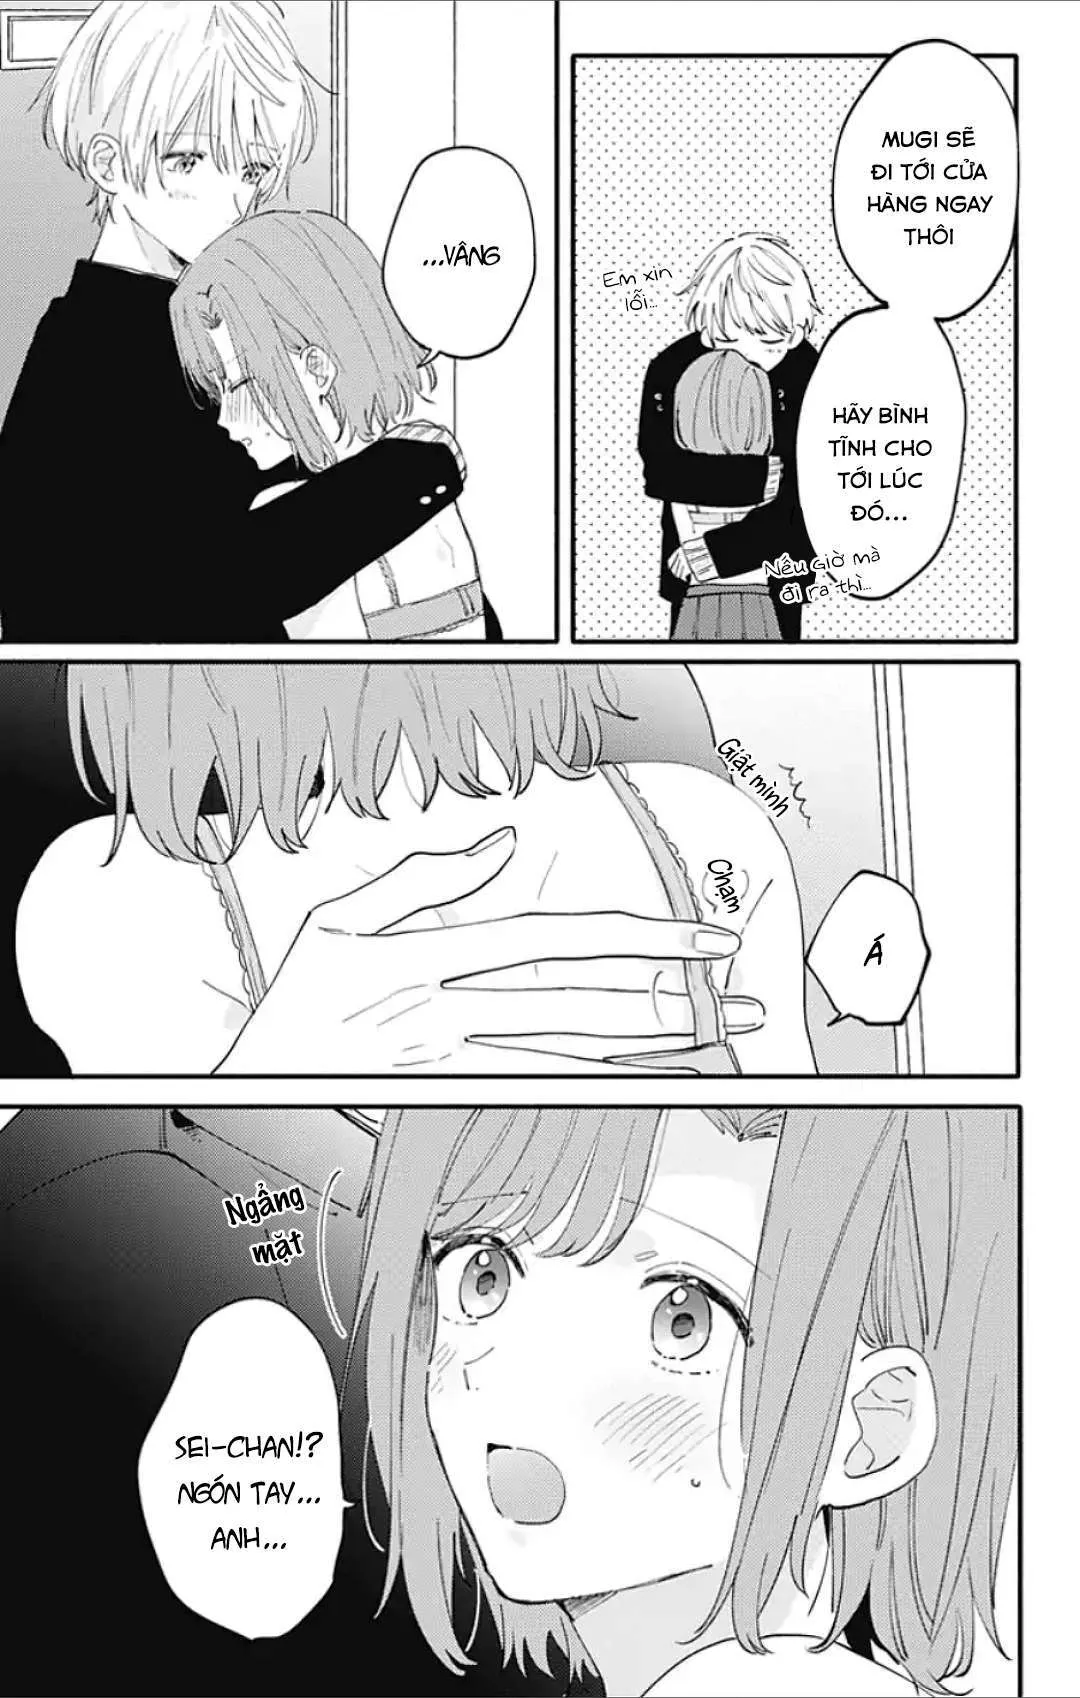 MUGI SẼ
ĐI TỚI CỬA
HÀNG NGAY
THÔI
Em xin
lỗi...
HÃY BÌNH
TĨNH CHO
TỚI LÚC
ĐÓ...
Nếu giờ mà
đi ra thì...
...VÂNG
Giật mình
Chạm
Á
Ngẩng
mặt
SEI-CHAN!?
NGÓN TAY...
ANH...